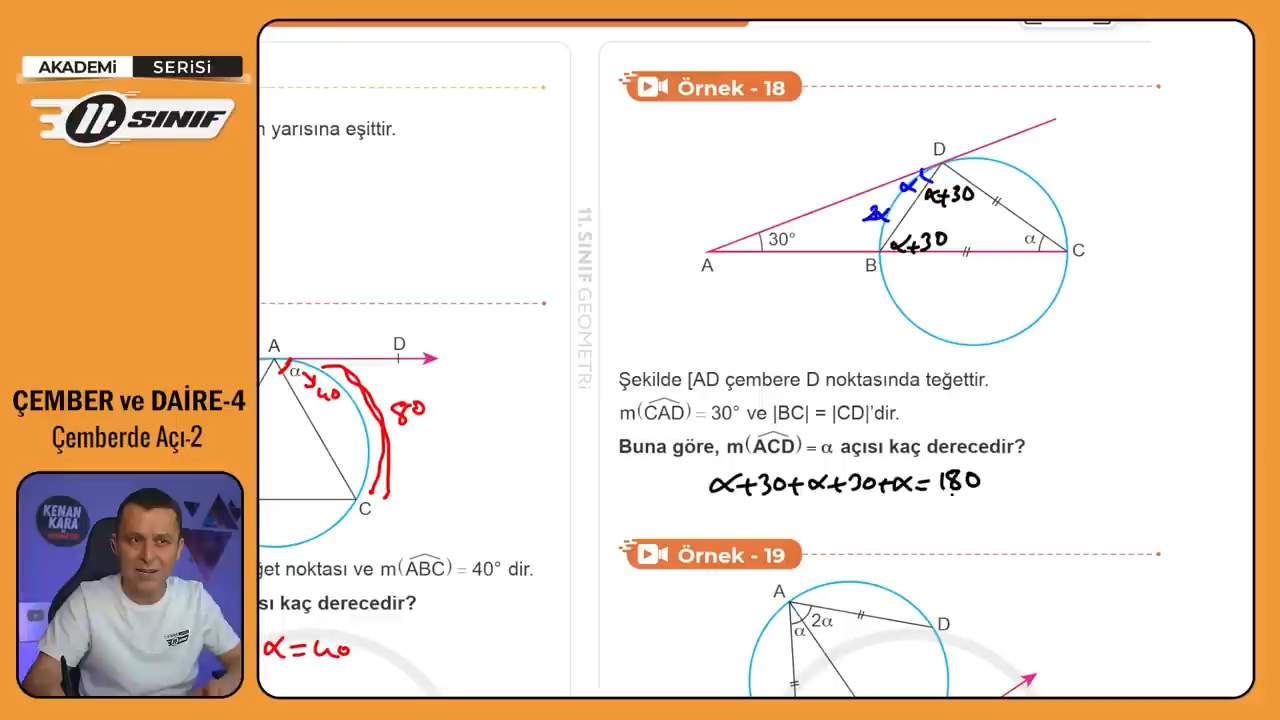 AKADEMİ SERİSİ
11. SINIF
ÇEMBER ve DAİRE-4
Çemberde Açı-2
KENAN
KARA
yarısına eşittir.
A
D
α
40
80
C
noktası ve m(ABC) = 40° dir.
kaç derecedir?
α = 40
11. SINIF GEOMETRİ
Örnek - 18
D
α
2α
α+30
30°
α+30
α
A
B
C
Şekilde [AD çembere D noktasında teğettir.
m(CAD) = 30° ve |BC| = |CD|'dir.
Buna göre, m(ACD) = α açısı kaç derecedir?
α+30+α+30+α=180
Örnek - 19
A
2α
α
D